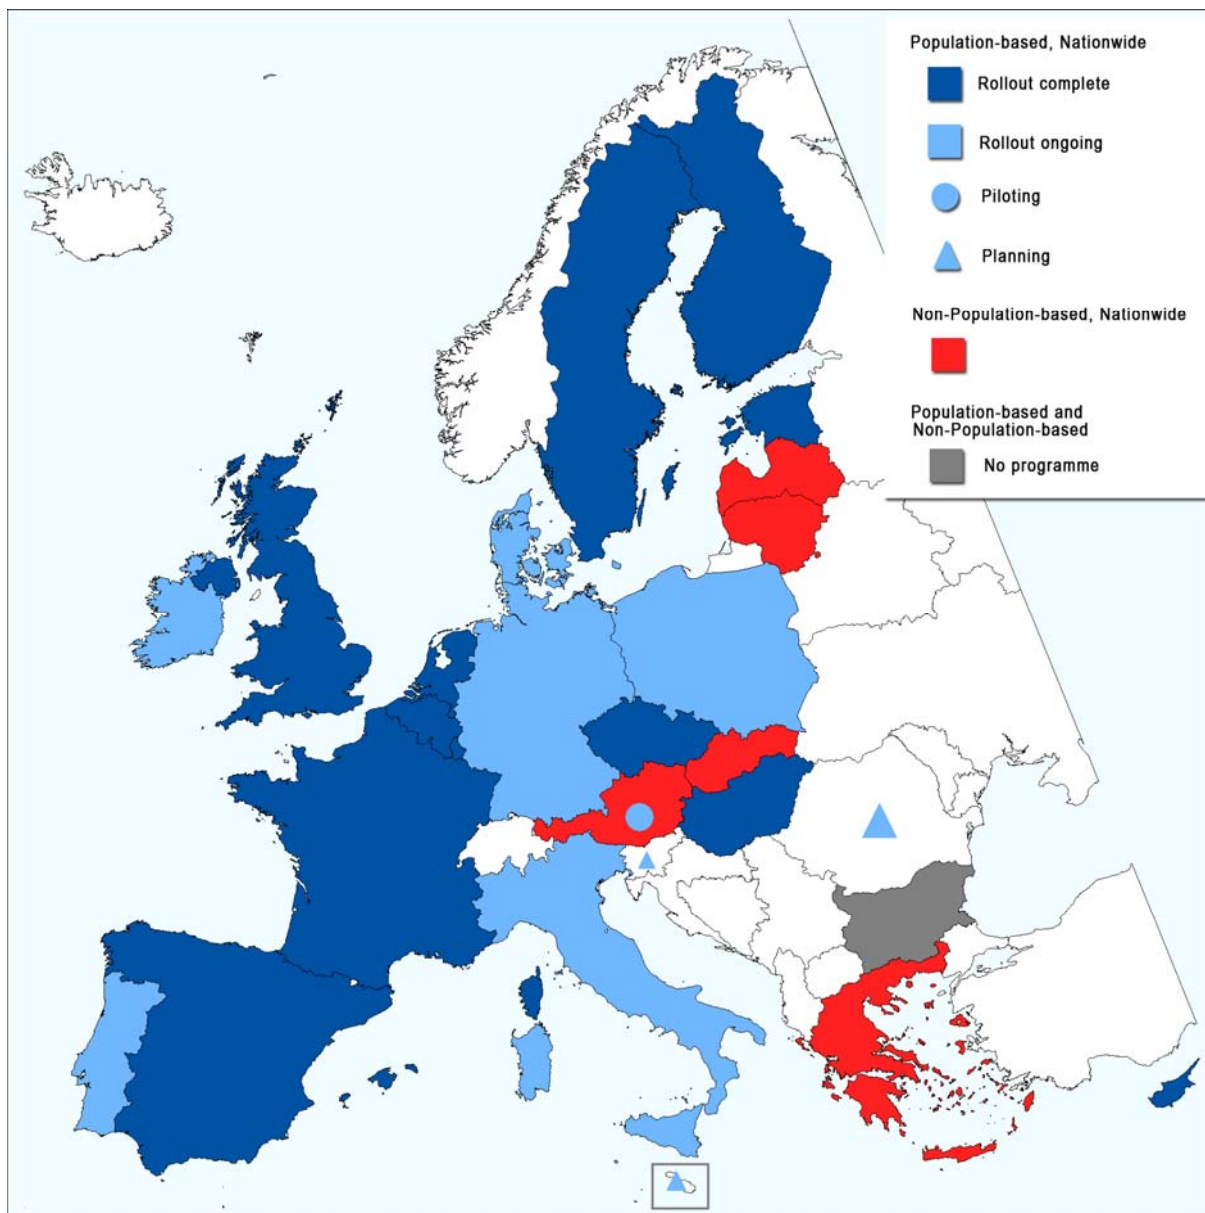 Population-based, Nationwide
Rollout complete
Rollout ongoing
Piloting
Planning
Non-Population-based, Nationwide
Population-based and
Non-Population-based
No programme